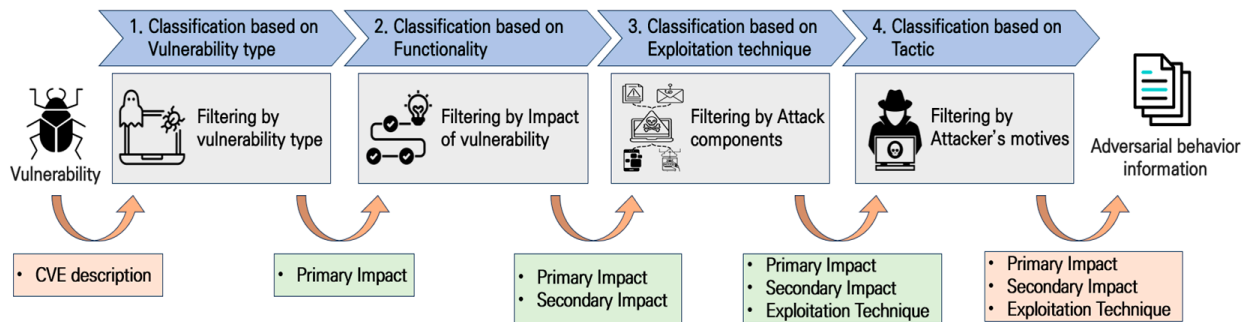 1. Classification based on
Vulnerability type
2. Classification based on
Functionality
3. Classification based on
Exploitation technique
4. Classification based on
Tactic
Vulnerability
Filtering by
vulnerability type
Filtering by Impact
of vulnerability
Filtering by Attack
components
Filtering by
Attacker's motives
Adversarial behavior
information
• CVE description
• Primary Impact
• Primary Impact
• Secondary Impact
• Primary Impact
• Secondary Impact
• Exploitation Technique
• Primary Impact
• Secondary Impact
• Exploitation Technique